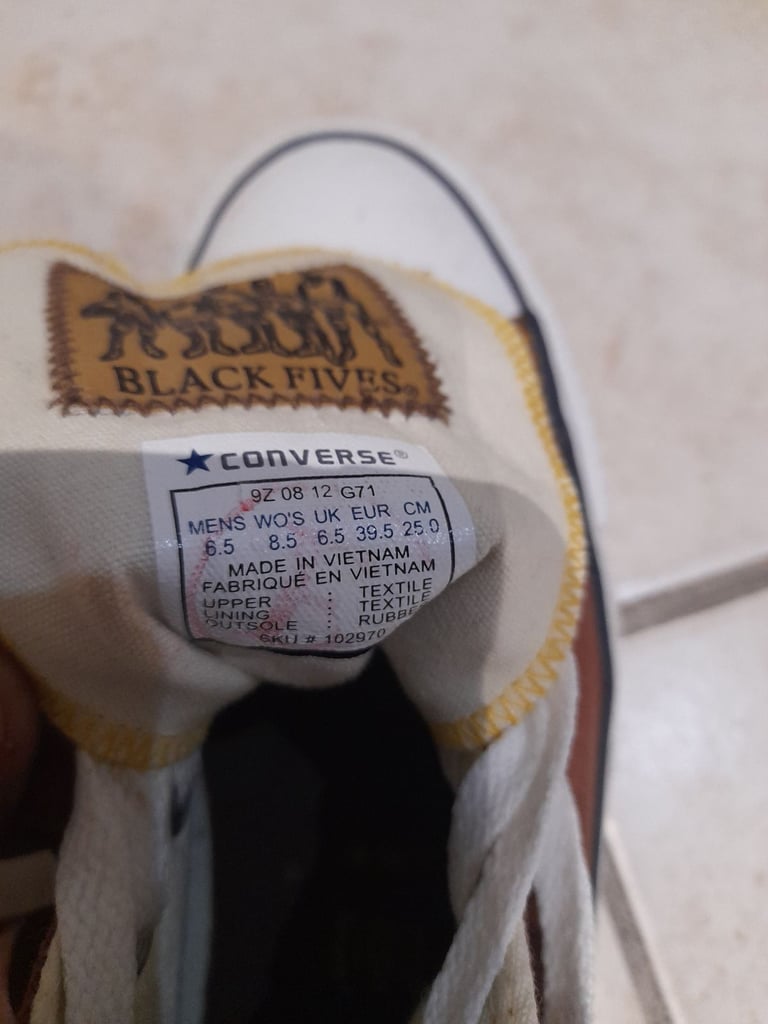 BLACK FIVES®
CONVERSE®
9Z 08 12 G71
MENS WO'S UK EUR CM
6.5 8.5 6.5 39.5 25.0
MADE IN VIETNAM
FABRIQUÉ EN VIETNAM
UPPER : TEXTILE
LINING : TEXTILE
OUTSOLE : RUBBER
SKU # 102970